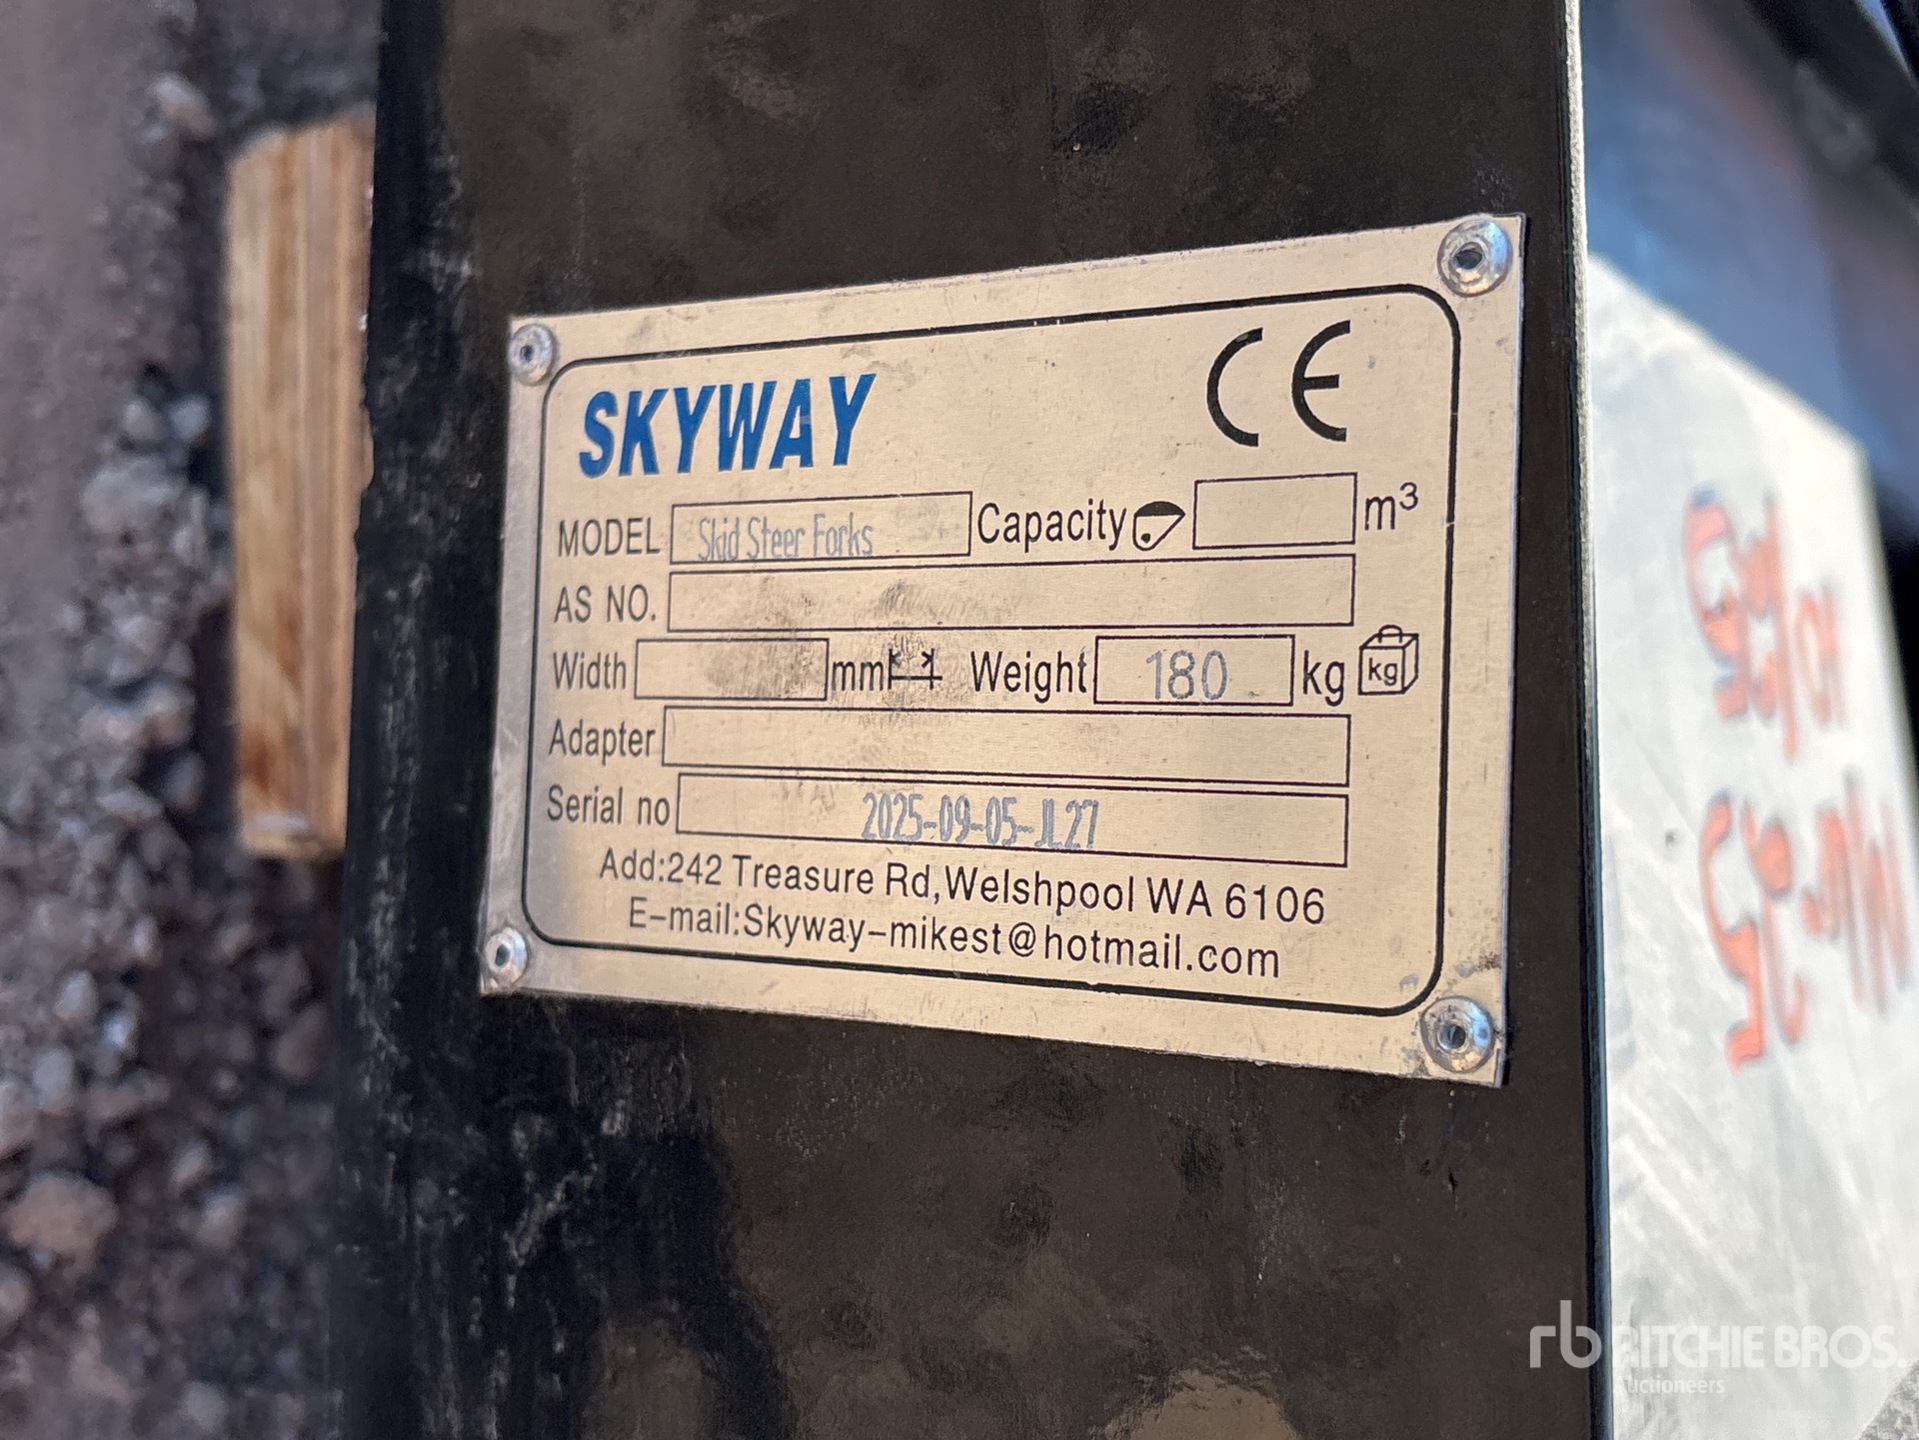 SKYWAY CE
MODEL Skid Steer Forks Capacity m³
AS NO.
Width mm Weight 180 kg kg
Adapter
Serial no 2025-09-05-JL27
Add:242 Treasure Rd,Welshpool WA 6106
E-mail:Skyway-mikest@hotmail.com
rb RITCHIE BROS.
Auctioneers